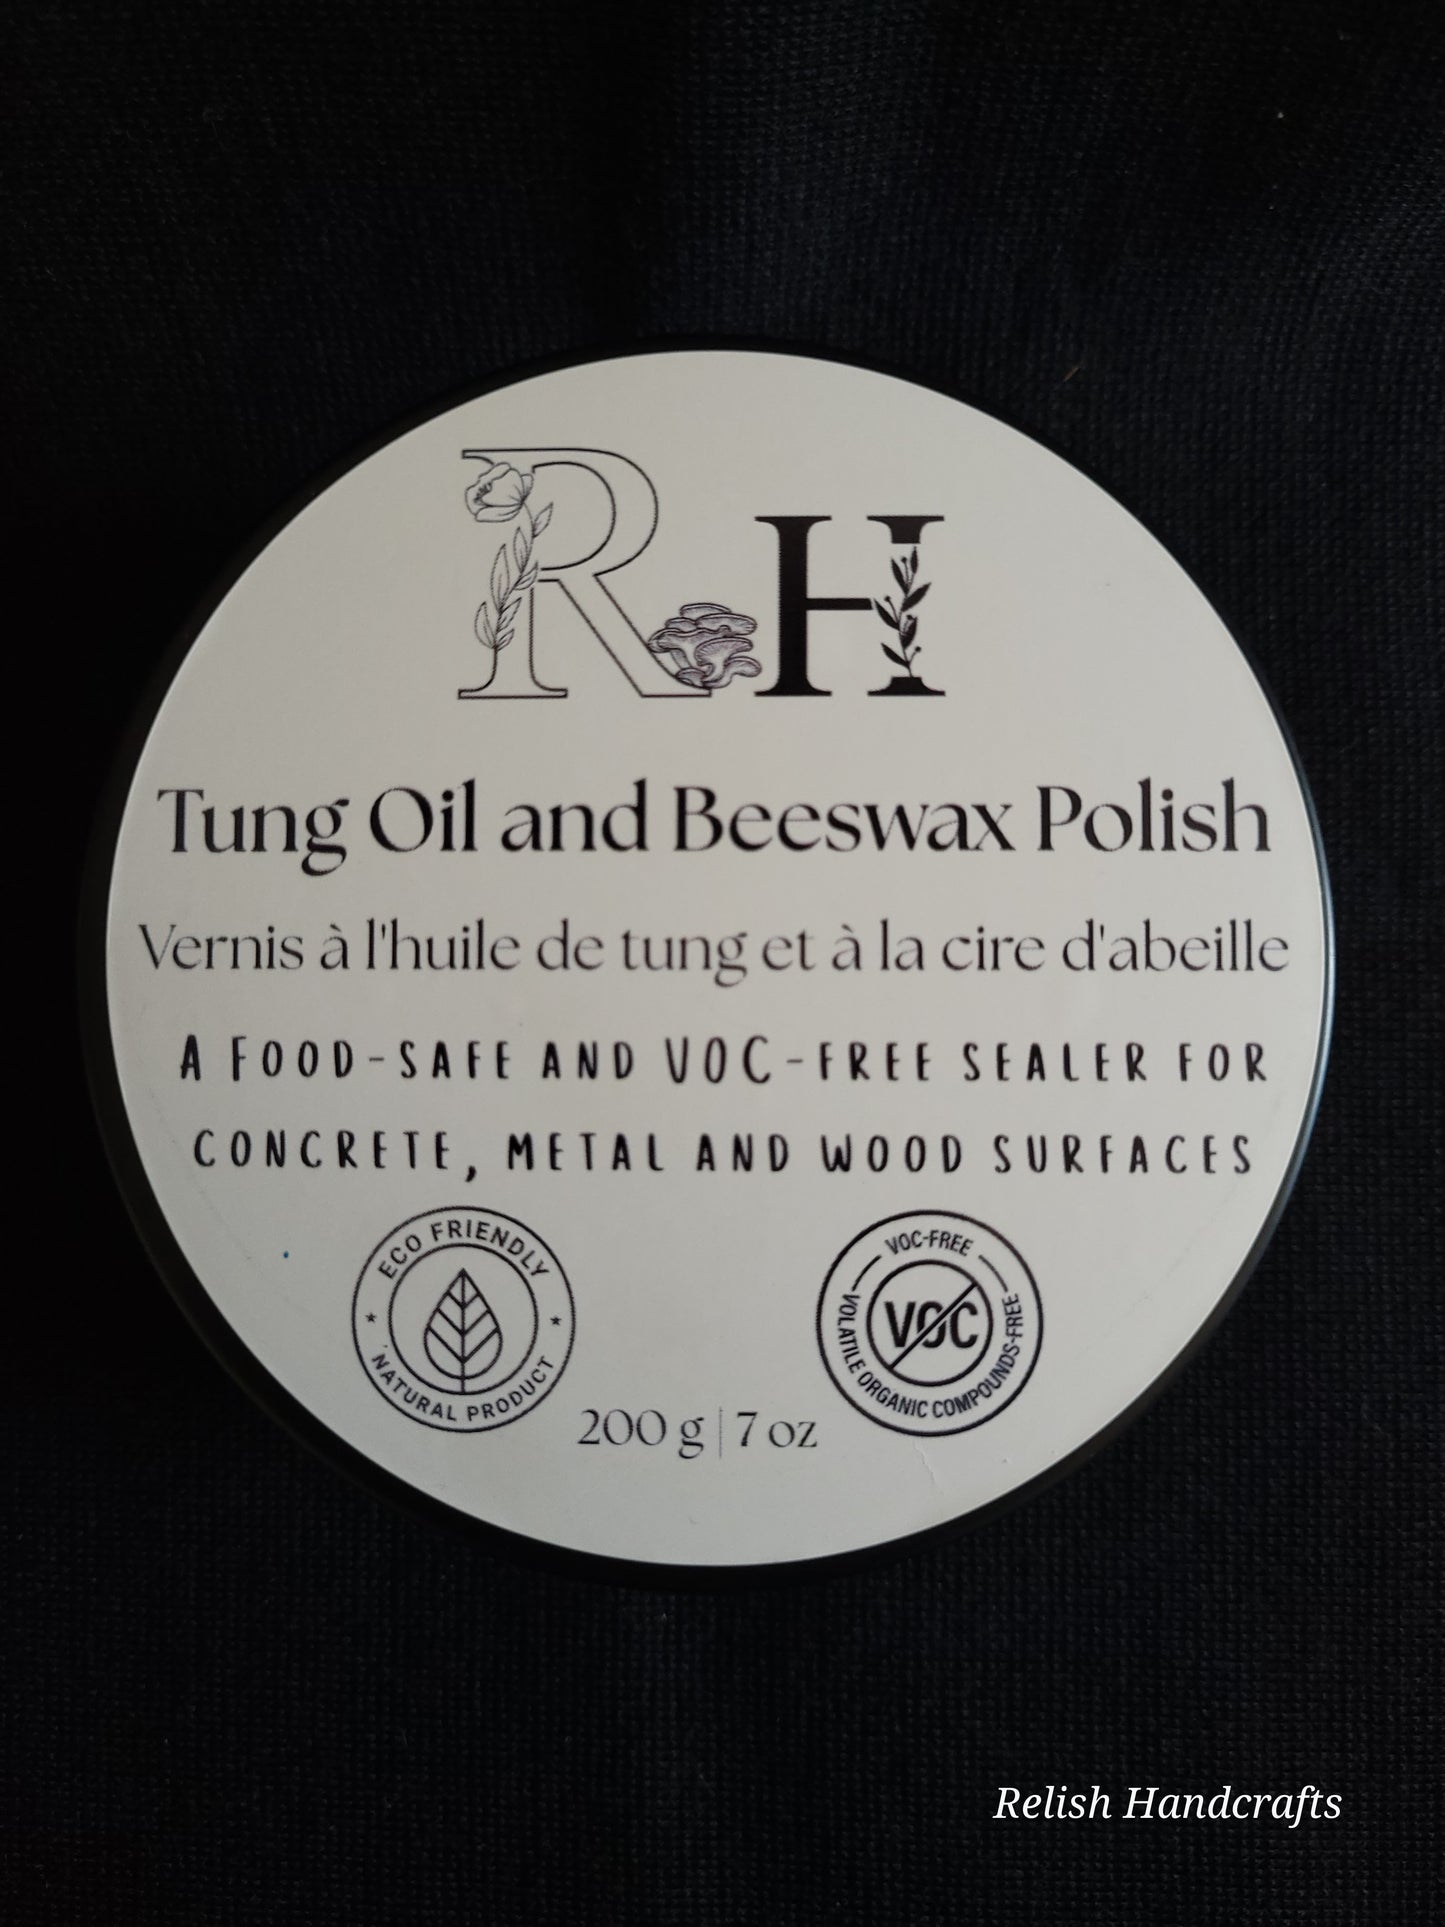 RH
Tung Oil and Beeswax Polish
Vernis à l'huile de tung et à la cire d'abeille
A FOOD-SAFE AND VOC-FREE SEALER FOR
CONCRETE, METAL AND WOOD SURFACES
ECO FRIENDLY
NATURAL PRODUCT
VOC-FREE
VOC
VOLATILE ORGANIC COMPOUNDS-FREE
200 g | 7 oz
Relish Handcrafts